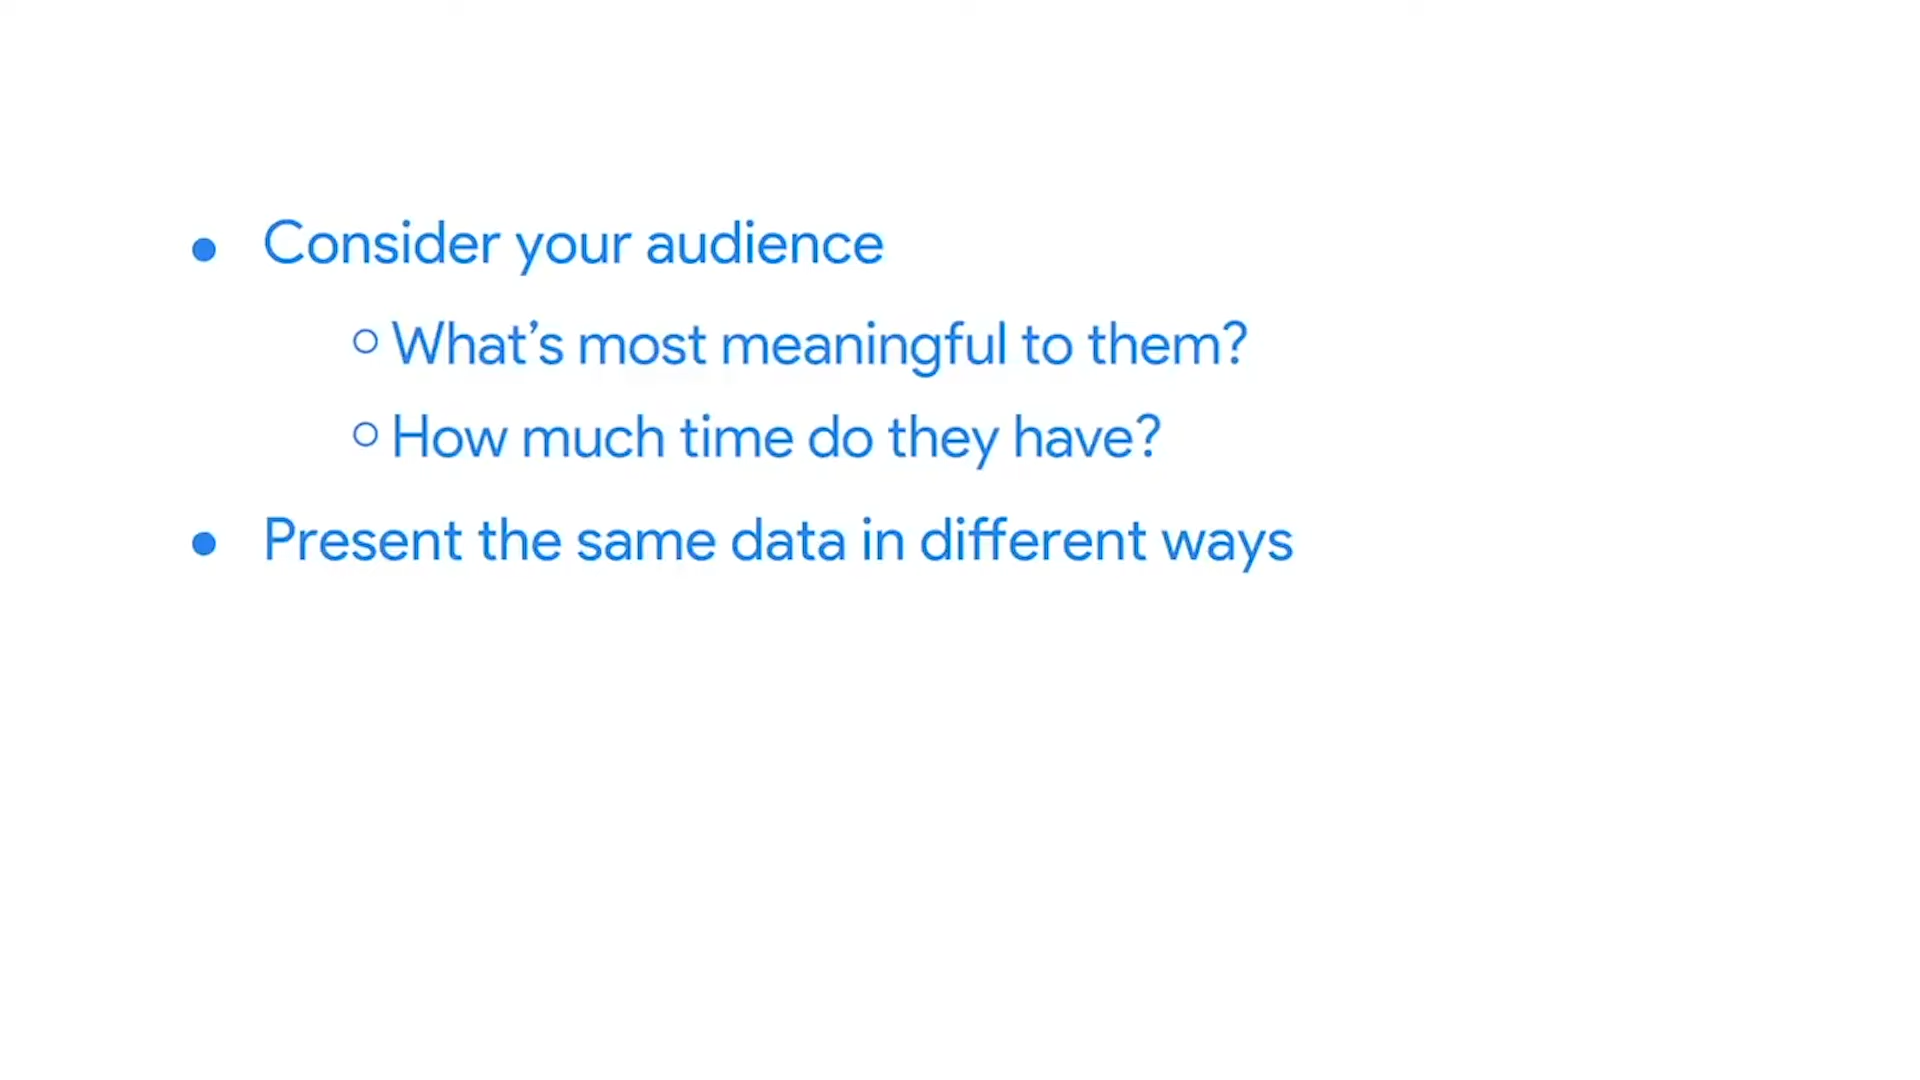 ● Consider your audience
○ What’s most meaningful to them?
○ How much time do they have?
● Present the same data in different ways